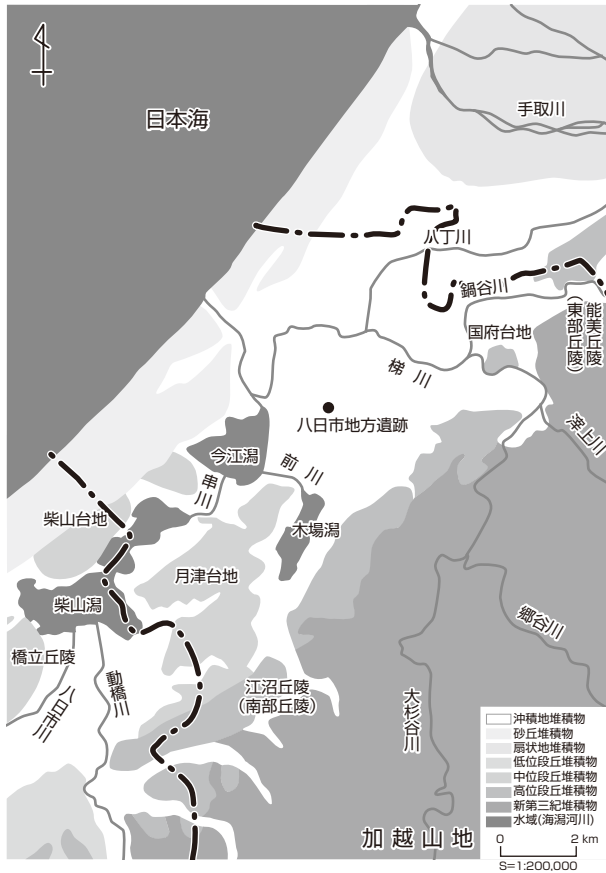 日本海
手取川
八丁川
鍋谷川
能美丘陵
(東部丘陵)
国府台地
梯川
八日市地方遺跡
滓上川
今江潟
前川
串川
柴山台地
木場潟
月津台地
柴山潟
郷谷川
橋立丘陵
動橋川
八日市川
江沼丘陵
(南部丘陵)
大杉谷川
加越山地
沖積地堆積物
砂丘堆積物
扇状地堆積物
低位段丘堆積物
中位段丘堆積物
高位段丘堆積物
新第三紀堆積物
水域(海潟河川)
0 2 km
S=1:200,000